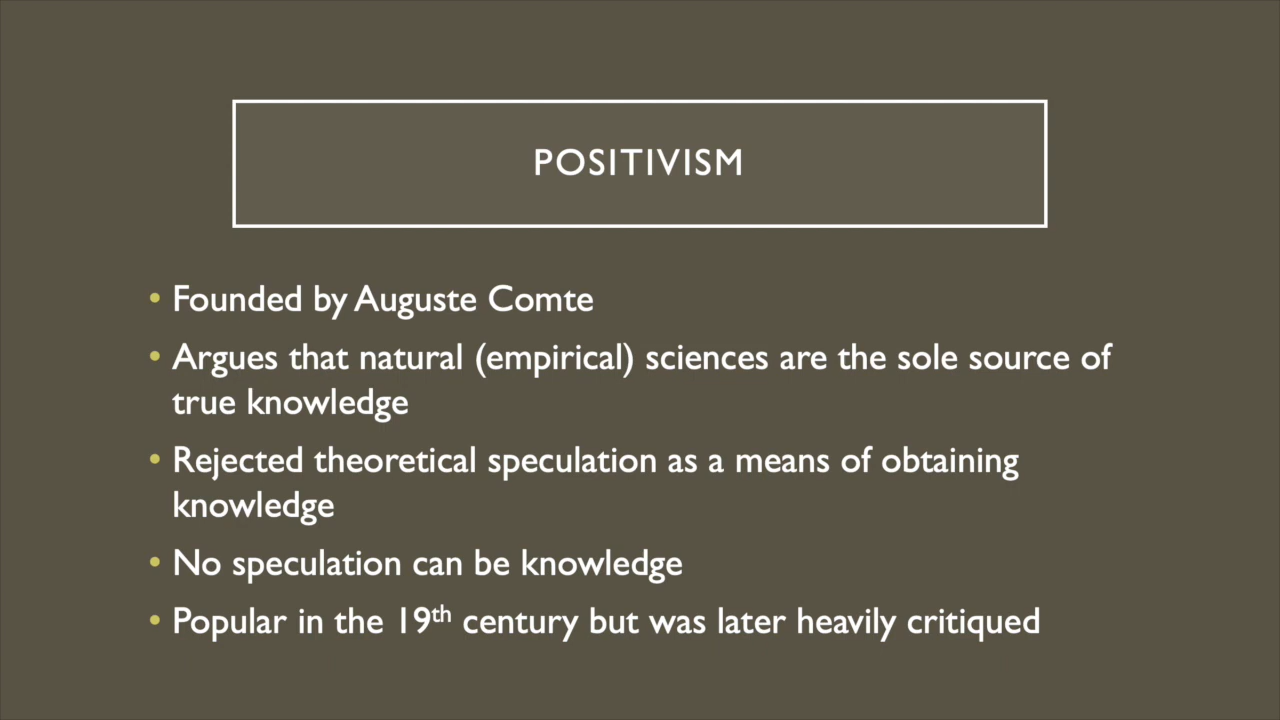 POSITIVISM
• Founded by Auguste Comte
• Argues that natural (empirical) sciences are the sole source of
true knowledge
• Rejected theoretical speculation as a means of obtaining
knowledge
• No speculation can be knowledge
• Popular in the 19th century but was later heavily critiqued